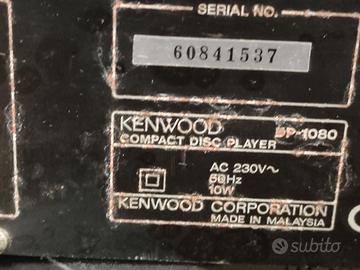 SERIAL NO.
60841537
KENWOOD DP-1080
COMPACT DISC PLAYER
AC 230V~
50Hz
10W
KENWOOD CORPORATION
MADE IN MALAYSIA
subito